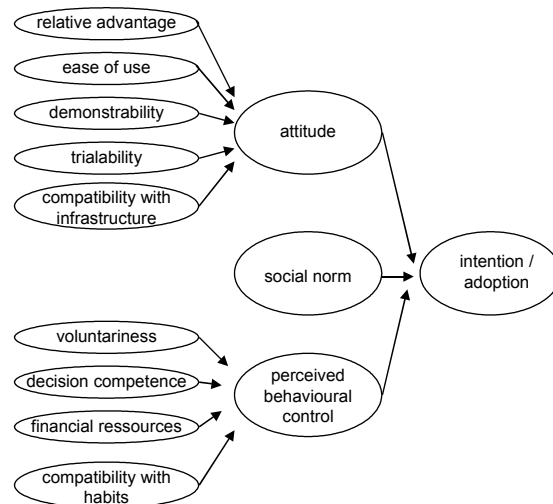 relative advantage
ease of use
demonstrability
trialability
compatibility with
infrastructure
attitude
social norm
intention /
adoption
voluntariness
decision competence
financial ressources
compatibility with
habits
perceived
behavioural
control